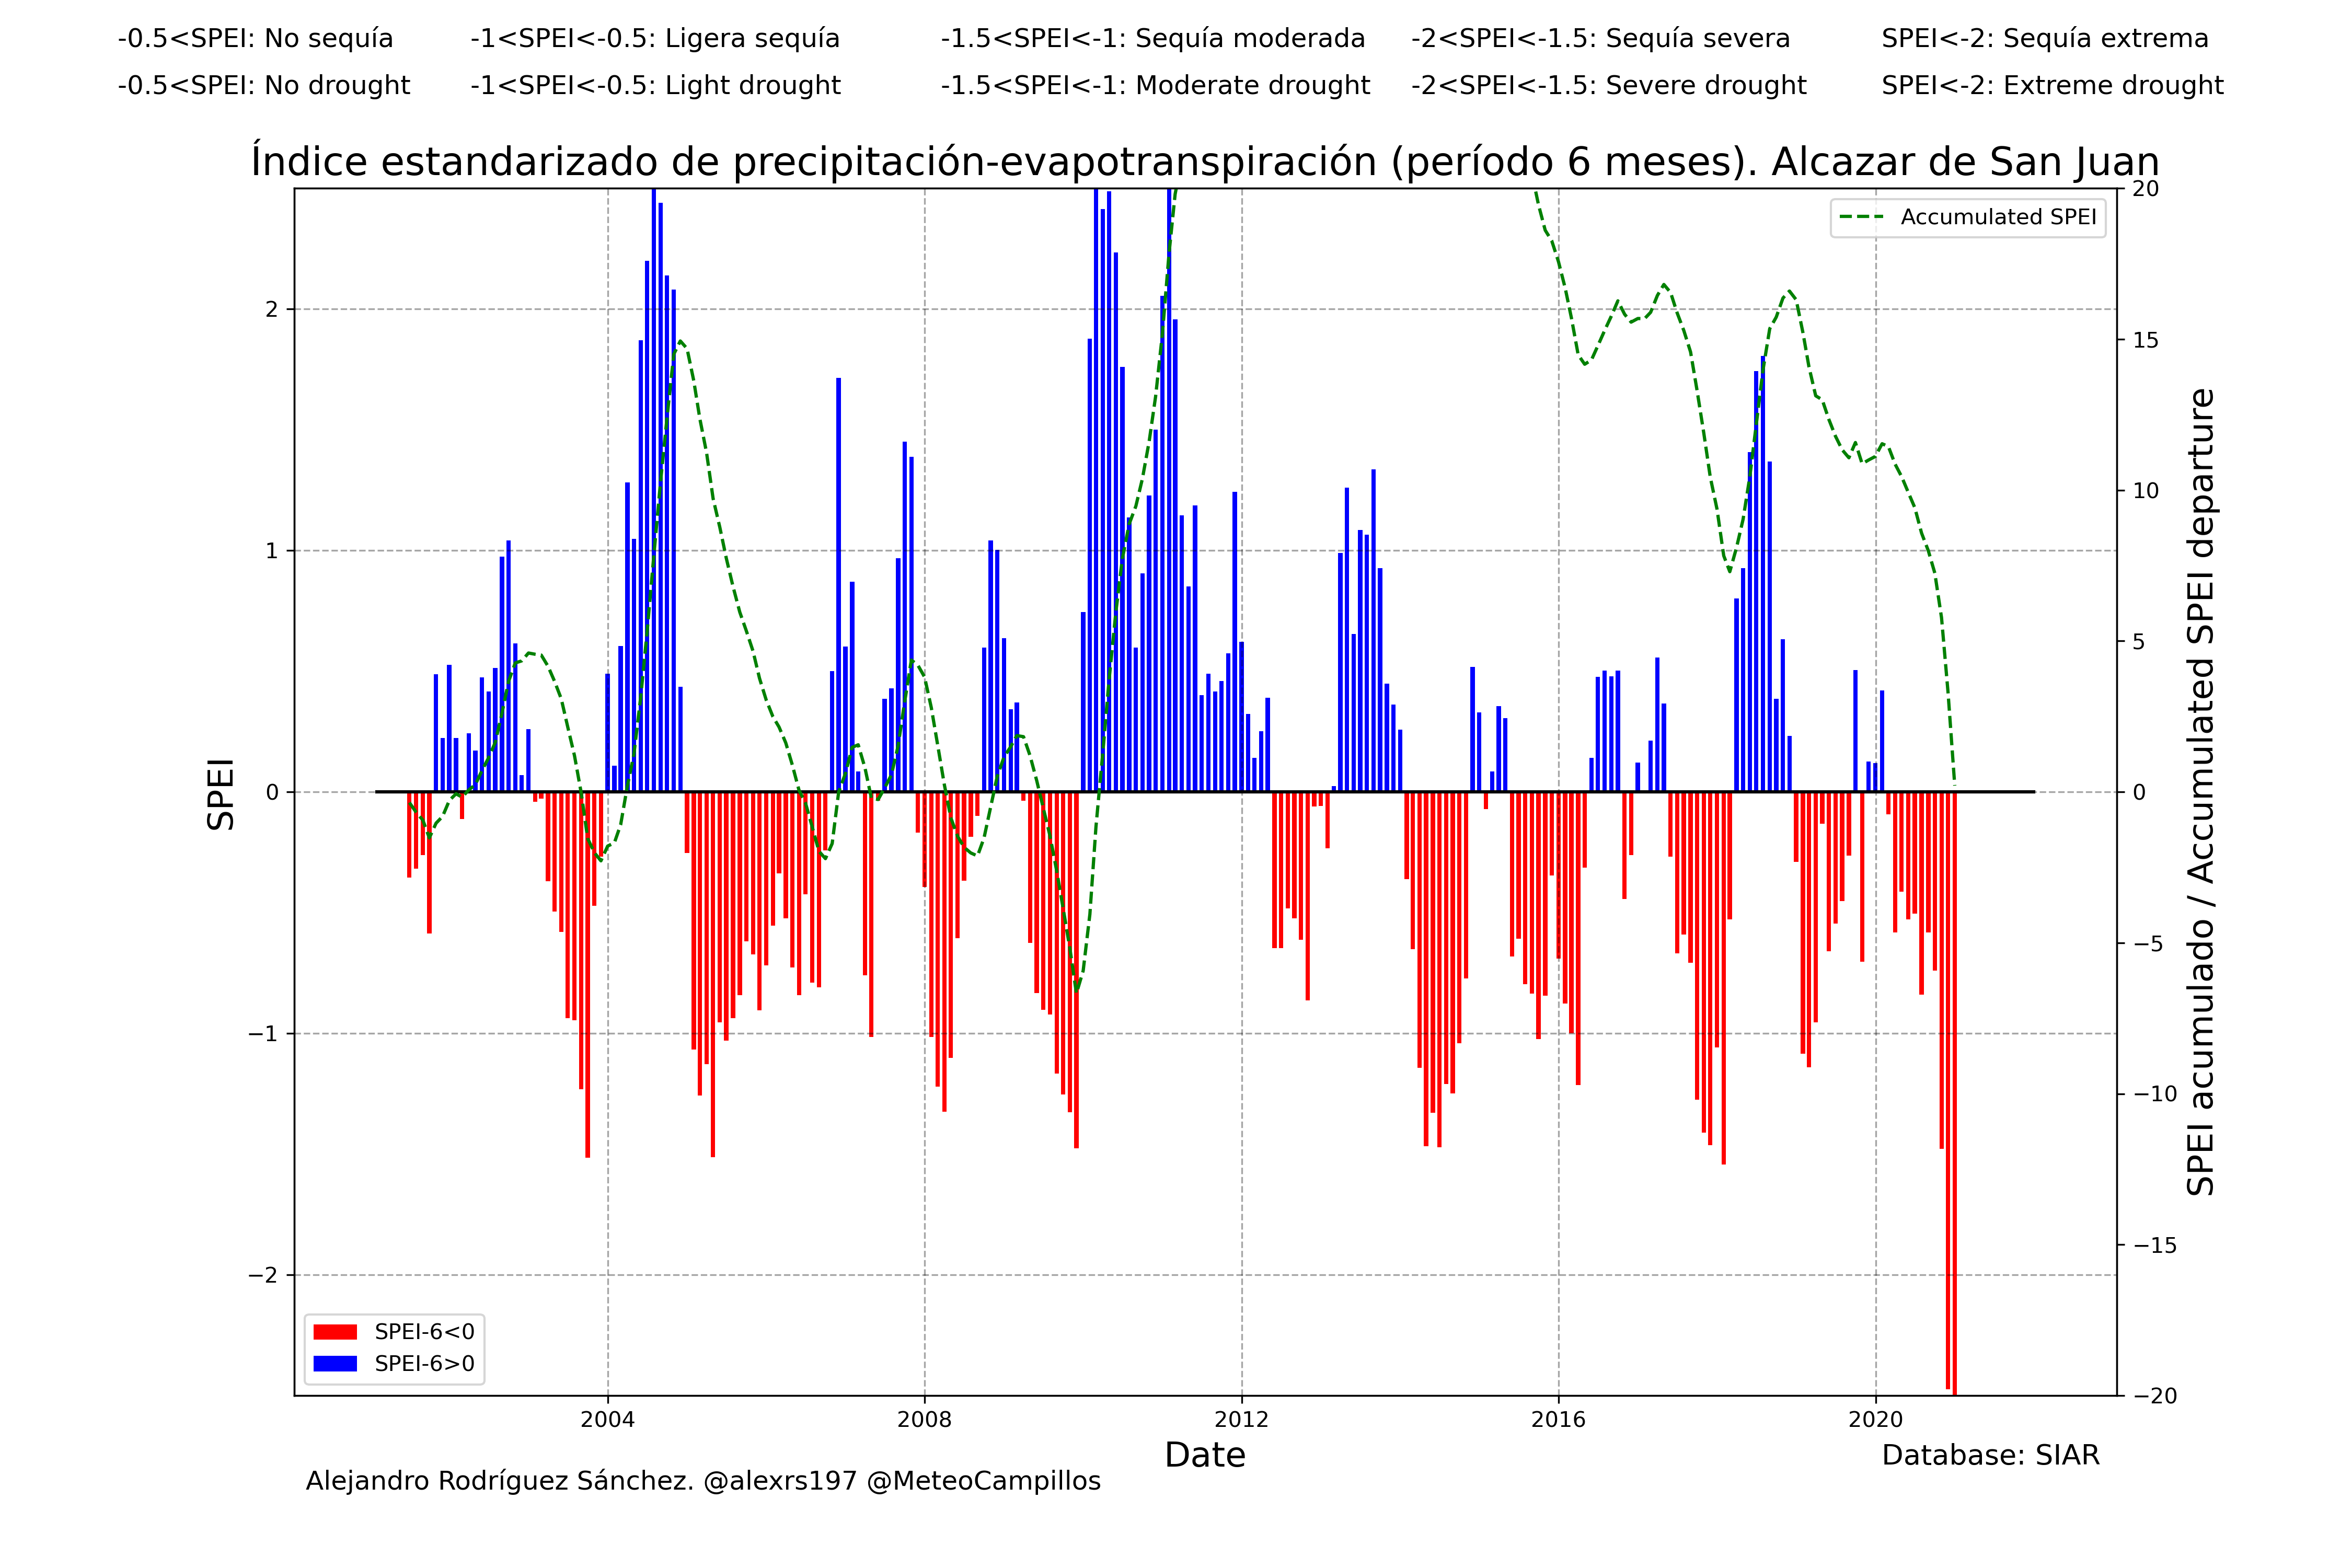 -0.5<SPEI: No sequía -1<SPEI<-0.5: Ligera sequía -1.5<SPEI<-1: Sequía moderada -2<SPEI<-1.5: Sequía severa SPEI<-2: Sequía extrema
-0.5<SPEI: No drought -1<SPEI<-0.5: Light drought -1.5<SPEI<-1: Moderate drought -2<SPEI<-1.5: Severe drought SPEI<-2: Extreme drought
Índice estandarizado de precipitación-evapotranspiración (período 6 meses). Alcazar de San Juan
Accumulated SPEI
SPEI
2
1
0
−1
−2
20
15
10
5
0
−5
−10
−15
−20
SPEI acumulado / Accumulated SPEI departure
SPEI-6<0
SPEI-6>0
2004 2008 2012 2016 2020
Date
Database: SIAR
Alejandro Rodríguez Sánchez. @alexrs197 @MeteoCampillos